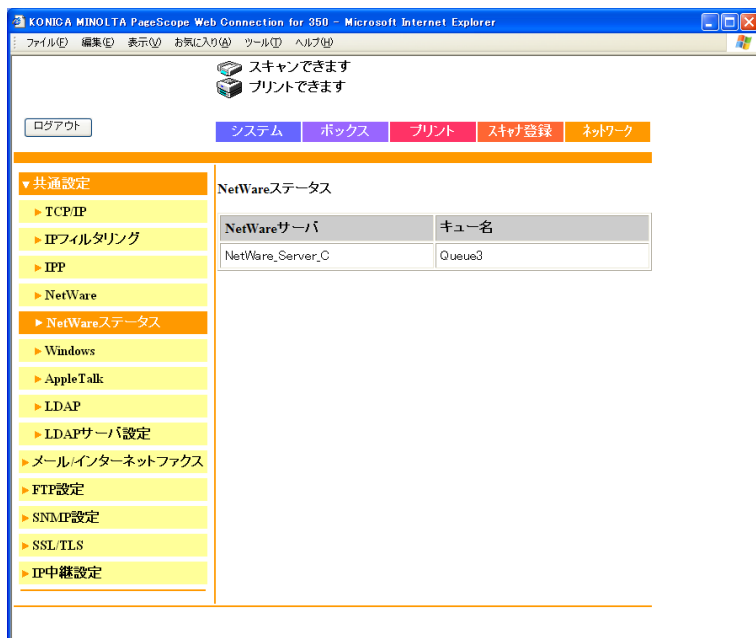 KONICA MINOLTA PageScope Web Connection for 350 - Microsoft Internet Explorer
ファイル(F) 編集(E) 表示(V) お気に入り(A) ツール(T) ヘルプ(H)
スキャンできます
プリントできます
ログアウト
システム ボックス プリント スキャナ登録 ネットワーク
▼共通設定
►TCP/IP
►IPフィルタリング
►IPP
►NetWare
►NetWareステータス
►Windows
►AppleTalk
►LDAP
►LDAPサーバ設定
►メール/インターネットファクス
►FTP設定
►SNMP設定
►SSL/TLS
►IP中継設定
NetWareステータス
NetWareサーバ キュー名
NetWare_Server_C Queue3